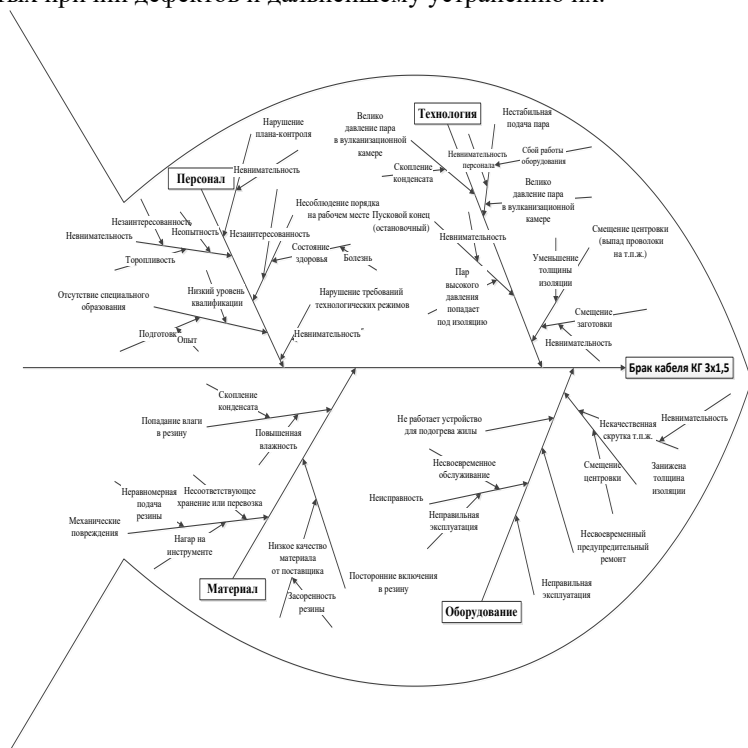 причин дефектов и дальнейшему устранению их.
Нарушение
плана-контроля
Невнимательность
Персонал
Незаинтересованность
Невнимательность
Неопытность
Торопливость
Незаинтересованность
Несоблюдение порядка
на рабочем месте
Состояние
здоровья
Болезнь
Отсутствие специального
образования
Низкий уровень
квалификации
Опыт
Нарушение требований
технологических режимов
Невнимательность
Велико
давление пара
в вулканизационной
камере
Скопление
конденсата
Технология
Нестабильная
подача пара
Невнимательность
персонала
Сбой работы
оборудования
Велико
давление пара
в вулканизационной
камере
Пусковой конец
(остановочный)
Невнимательность
Пар
высокого
давления
попадает
под изоляцию
Смещение центровки
(выпад проволоки
на т.п.ж.)
Уменьшение
толщины
изоляции
Смещение
заготовки
Невнимательность
Брак кабеля КГ 3х1,5
Скопление
конденсата
Попадание влаги
в резину
Повышенная
влажность
Неравномерная
подача
резины
Несоответствующее
хранение или перевозка
Механические
повреждения
Нагар на
инструменте
Низкое качество
материала
от поставщика
Засоренность
резины
Посторонние включения
в резину
Материал
Не работает устройство
для подогрева жилы
Несвоевременное
обслуживание
Неисправность
Неправильная
эксплуатация
Некачественная
скрутка т.п.ж.
Невнимательность
Смещение
центровки
Занижена
толщина
изоляции
Несвоевременный
предупредительный
ремонт
Неправильная
эксплуатация
Оборудование